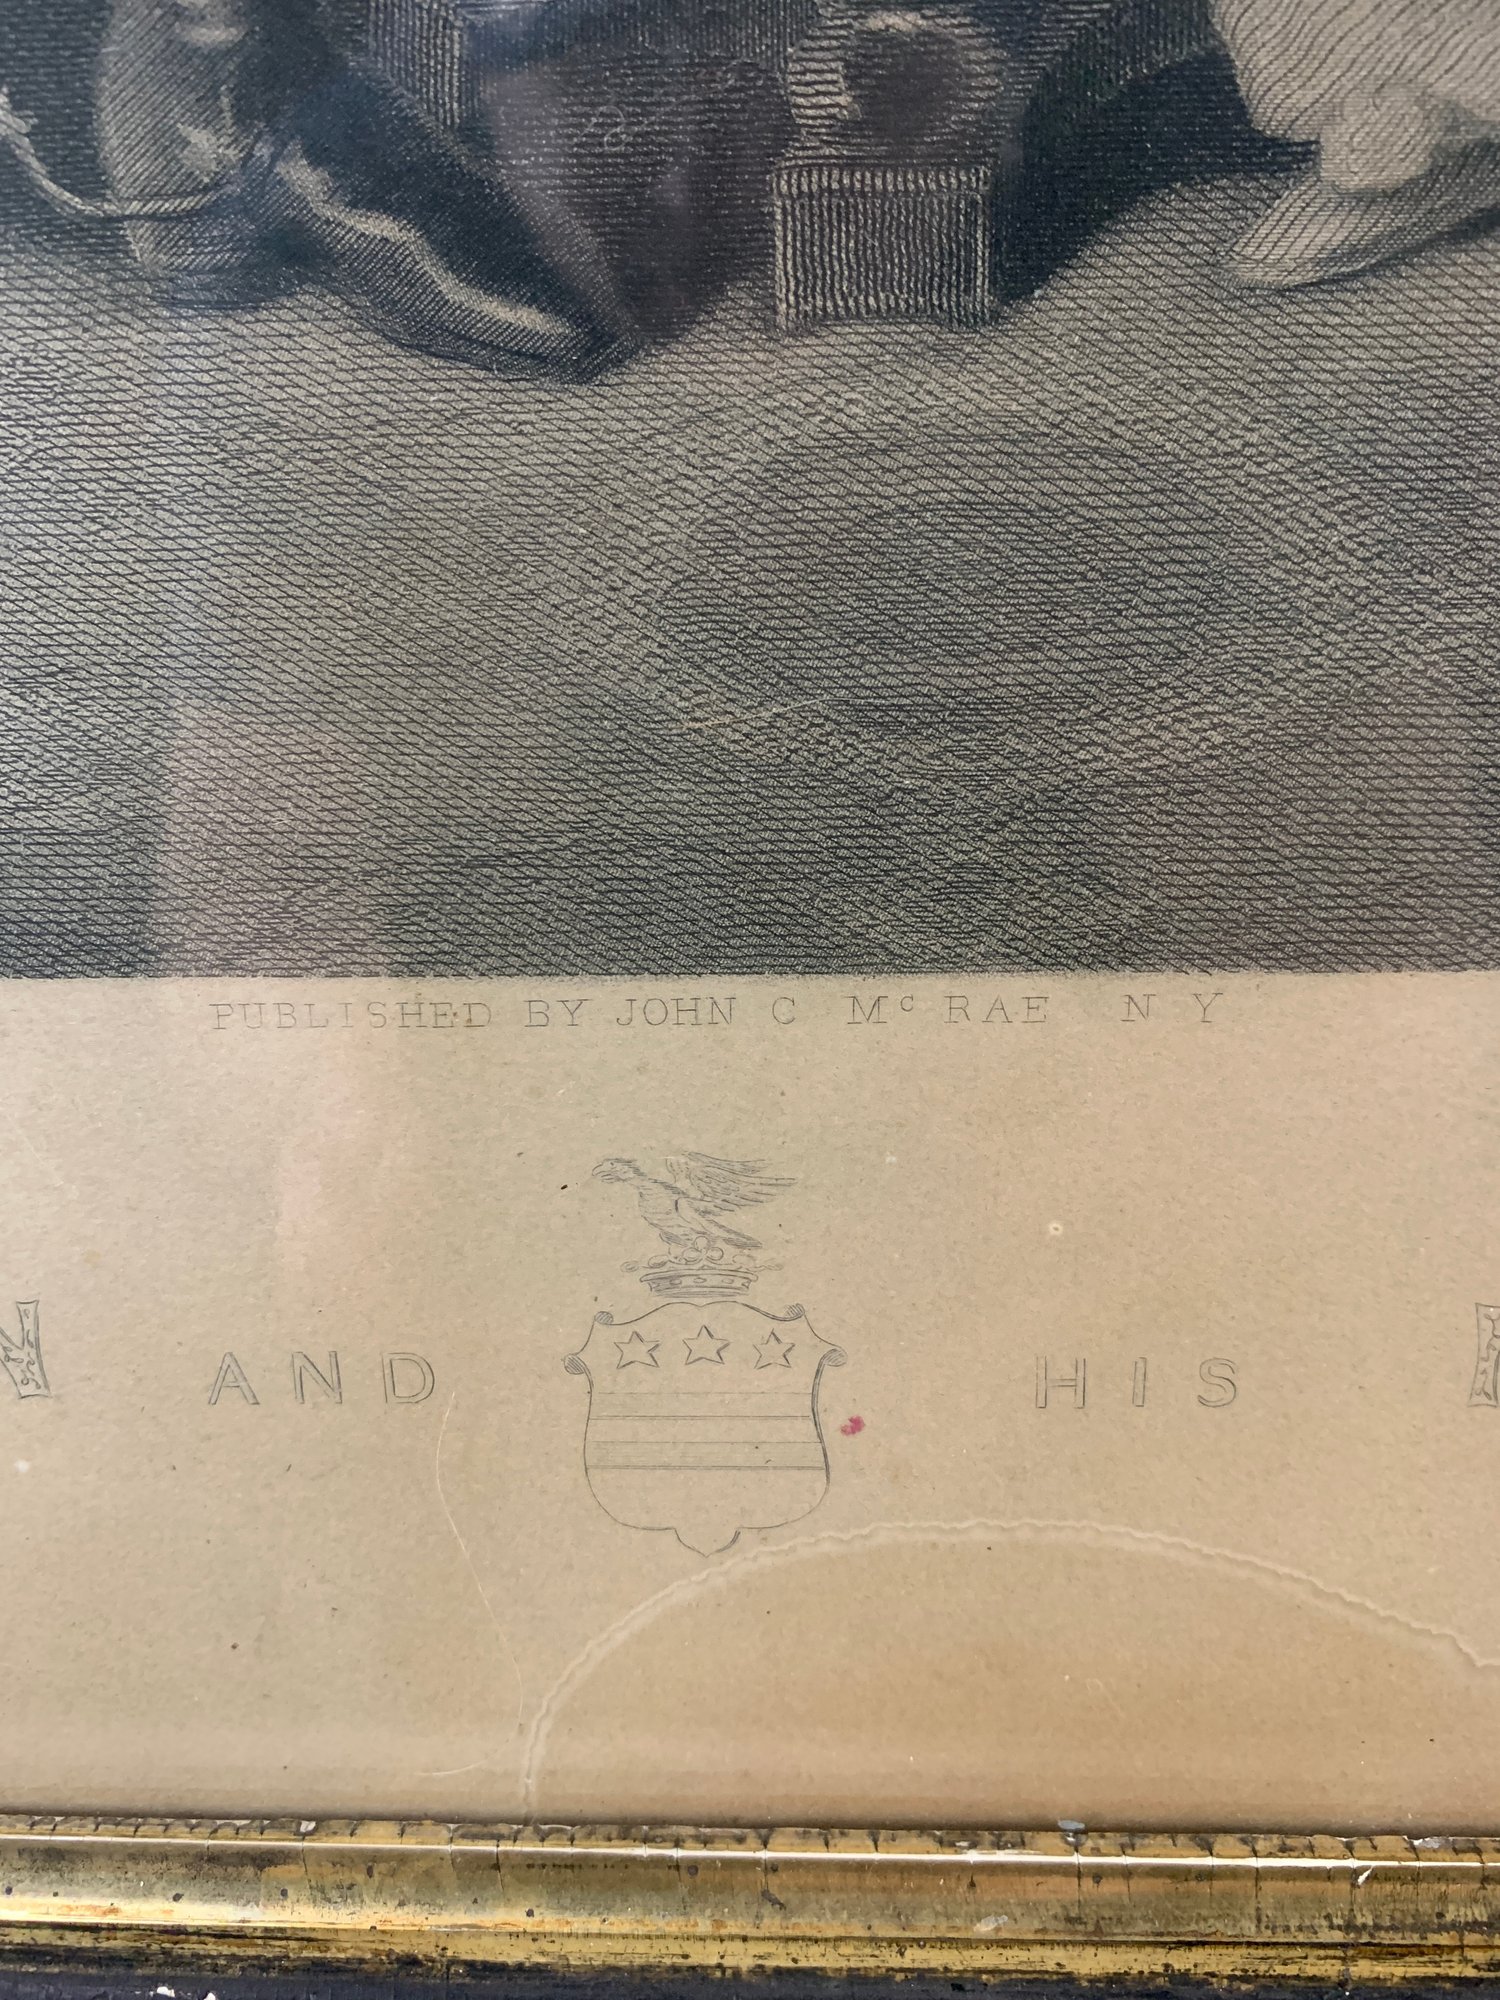 PUBLISHED BY JOHN C Mc RAE N Y
N AND HIS